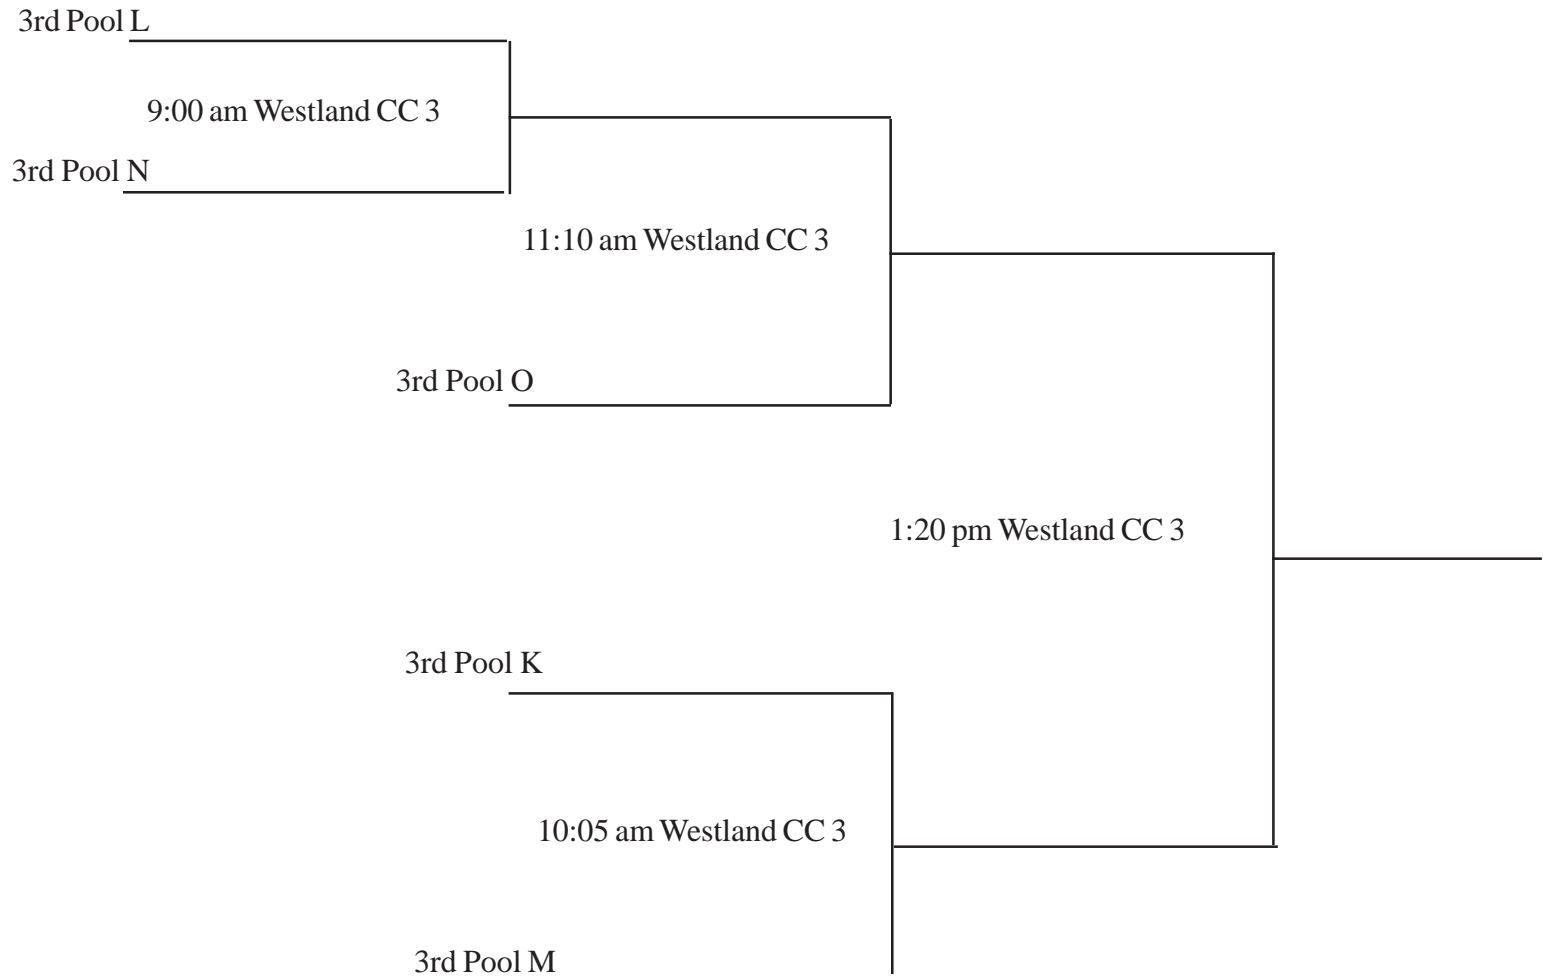 3rd Pool L
9:00 am Westland CC 3
3rd Pool N
11:10 am Westland CC 3
3rd Pool O
1:20 pm Westland CC 3
3rd Pool K
10:05 am Westland CC 3
3rd Pool M